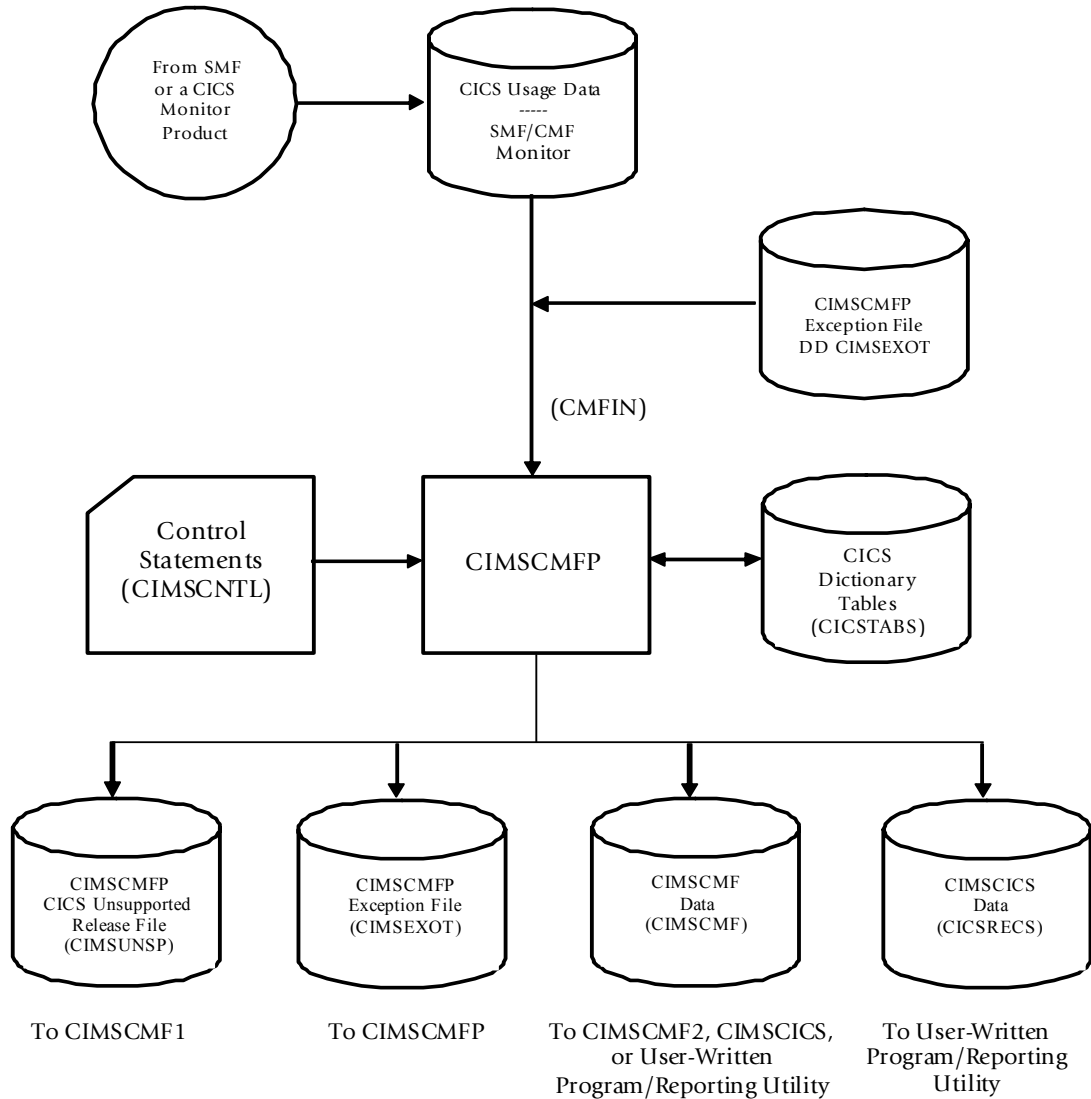 From SMF
or a CICS
Monitor
Product
CICS Usage Data
-----
SMF/CMF
Monitor
CIMSCMFP
Exception File
DD CIMSEXOT
(CMFIN)
Control
Statements
(CIMSCNTL)
CIMSCMFP
CICS
Dictionary
Tables
(CICSTABS)
CIMSCMFP
CICS Unsupported
Release File
(CIMSUNSP)
CIMSCMFP
Exception File
(CIMSEXOT)
CIMSCMF
Data
(CIMSCMF)
CIMSCICS
Data
(CICSRECS)
To CIMSCMF1
To CIMSCMFP
To CIMSCMF2, CIMSCICS,
or User-Written
Program/Reporting Utility
To User-Written
Program/Reporting
Utility